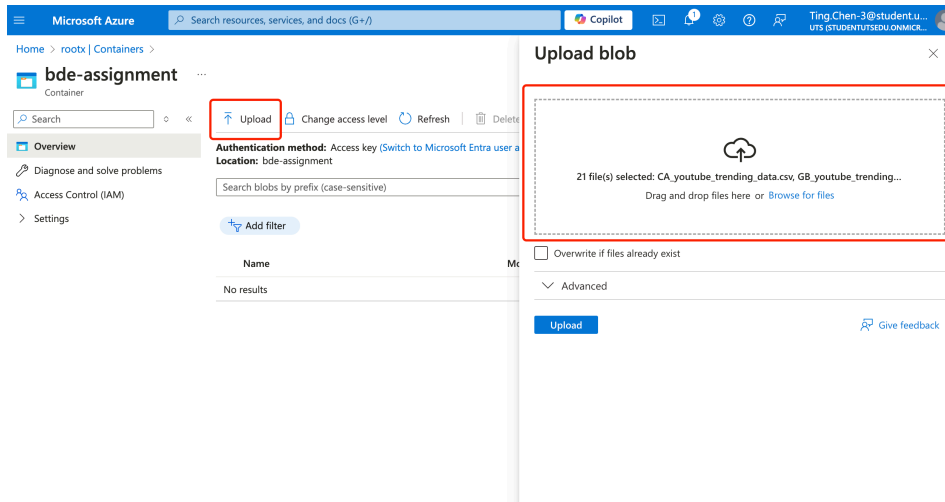 Microsoft Azure
Search resources, services, and docs (G+/)
Copilot
1
Ting.Chen-3@student.u...
UTS (STUDENTUTSEDU.ONMICR...
Home > rootx | Containers >
bde-assignment ...
Container
Search
Overview
Diagnose and solve problems
Access Control (IAM)
Settings
Upload
Change access level
Refresh
Delete
Authentication method: Access key (Switch to Microsoft Entra user a
Location: bde-assignment
Search blobs by prefix (case-sensitive)
Add filter
Name
Mo
No results
Upload blob
21 file(s) selected: CA_youtube_trending_data.csv, GB_youtube_trending...
Drag and drop files here or Browse for files
Overwrite if files already exist
Advanced
Upload
Give feedback